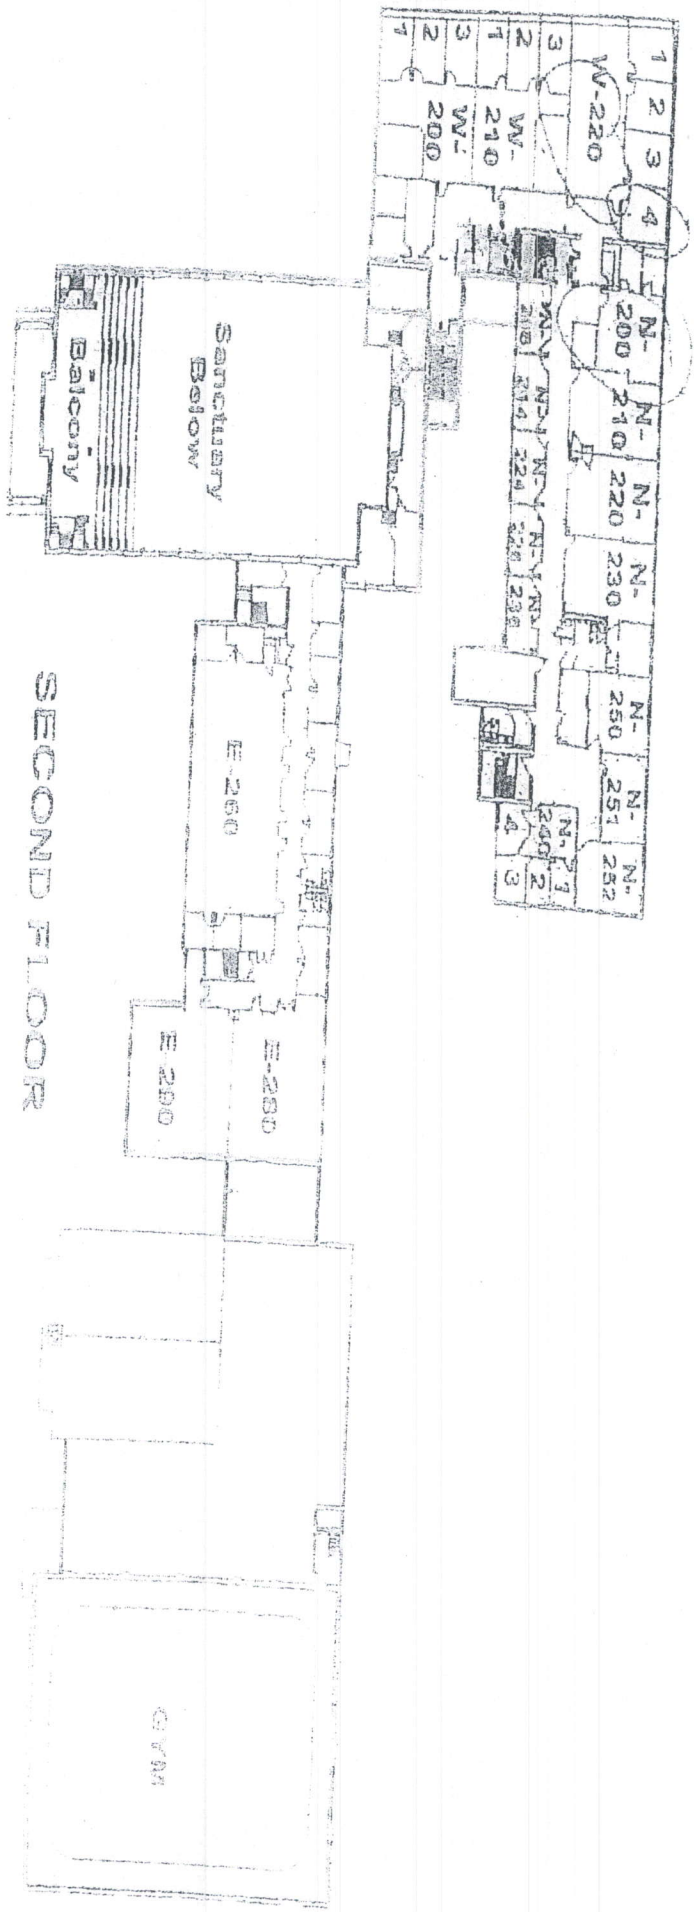 1 2 3 4
N-
200
N-
210
N-
220
N-
230
N-
250
N-
251
N-
252
W-220
3
2
1
W-
210
3
2
1
W-
200
N-
240
1
2
3
4
214
224
Sanctuary
Below
Balcony
E-260
E-280
E-290
GYM
SECOND FLOOR